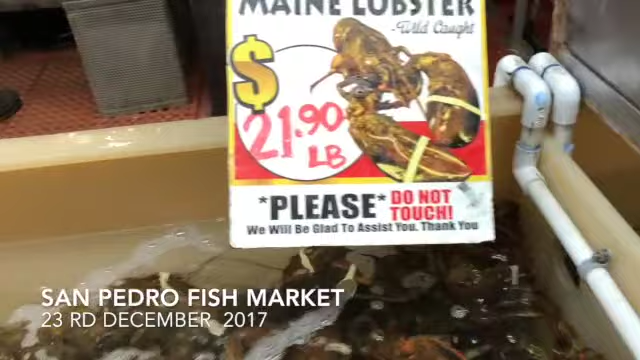 MAINE LOBSTER
-Wild Caught
$
21.90
LB
*PLEASE* DO NOT TOUCH!
We Will Be Glad To Assist You. Thank You
SAN PEDRO FISH MARKET
23 RD DECEMBER 2017